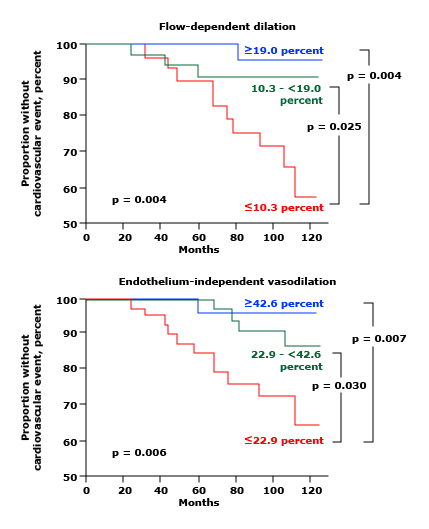 Flow-dependent dilation
Proportion without
cardiovascular event, percent
100
90
80
70
60
50
0
20
40
60
80
100
120
Months
≥19.0 percent
10.3 - <19.0
percent
≤10.3 percent
p = 0.004
p = 0.025
p = 0.004
Endothelium-independent vasodilation
Proportion without
cardiovascular event, percent
100
90
80
70
60
50
0
20
40
60
80
100
120
Months
≥42.6 percent
22.9 - <42.6
percent
≤22.9 percent
p = 0.007
p = 0.030
p = 0.006